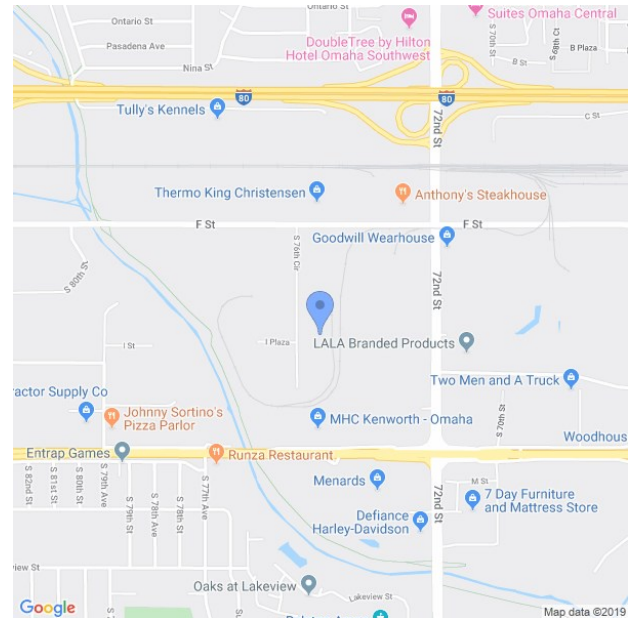 Ontario St
Ontario St
Suites Omaha Central
Pasadena Ave
DoubleTree by Hilton
Hotel Omaha Southwest
S 70th St
S 68th Ct
B Plaza
Nina St
80
80
Tully's Kennels
72nd St
C St
Thermo King Christensen
Anthony's Steakhouse
F St
F St
Goodwill Wearhouse
S 76th Cir
S 80th St
72nd St
I St
I Plaza
LALA Branded Products
Two Men and A Truck
ractor Supply Co
Johnny Sortino's
Pizza Parlor
MHC Kenworth - Omaha
S 70th St
Woodhous
Entrap Games
Runza Restaurant
S 82nd St
S 81st St
S 80th St
S 79th Ave
S 79th St
S 78th Ave
S 78th St
S 77th Ave
Menards
72nd St
M St
7 Day Furniture
and Mattress Store
Defiance
Harley-Davidson
view St
Oaks at Lakeview
Lakeview St
Google
Map data ©2019